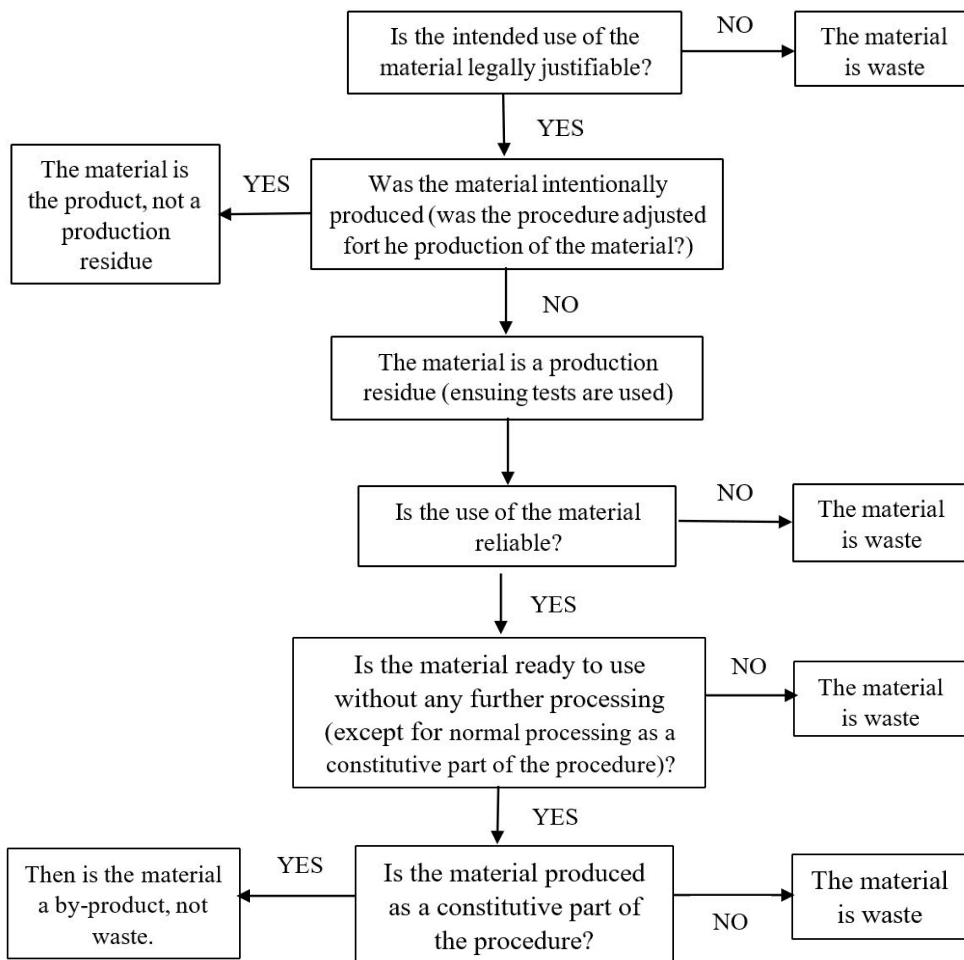 Is the intended use of the
material legally justifiable?
NO
The material
is waste
YES
The material is
the product, not a
production
residue
YES
Was the material intentionally
produced (was the procedure adjusted
fort he production of the material?)
NO
The material is a production
residue (ensuing tests are used)
Is the use of the material
reliable?
NO
The material
is waste
YES
Is the material ready to use
without any further processing
(except for normal processing as a
constitutive part of the procedure)?
NO
The material
is waste
YES
Then is the material
a by-product, not
waste.
YES
Is the material produced
as a constitutive part of
the procedure?
NO
The material
is waste